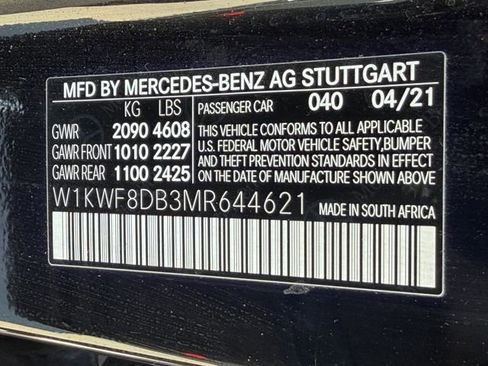 MFD BY MERCEDES-BENZ AG STUTTGART
KG LBS
GVWR 2090 4608
GAWR FRONT 1010 2227
GAWR REAR 1100 2425
PASSENGER CAR 040 04/21
THIS VEHICLE CONFORMS TO ALL APPLICABLE
U.S. FEDERAL MOTOR VEHICLE SAFETY,BUMPER
AND THEFT PREVENTION STANDARDS IN EFFECT
ON THE DATE OF MANUFACTURE SHOWN ABOVE.
W1KWF8DB3MR644621
MADE IN SOUTH AFRICA